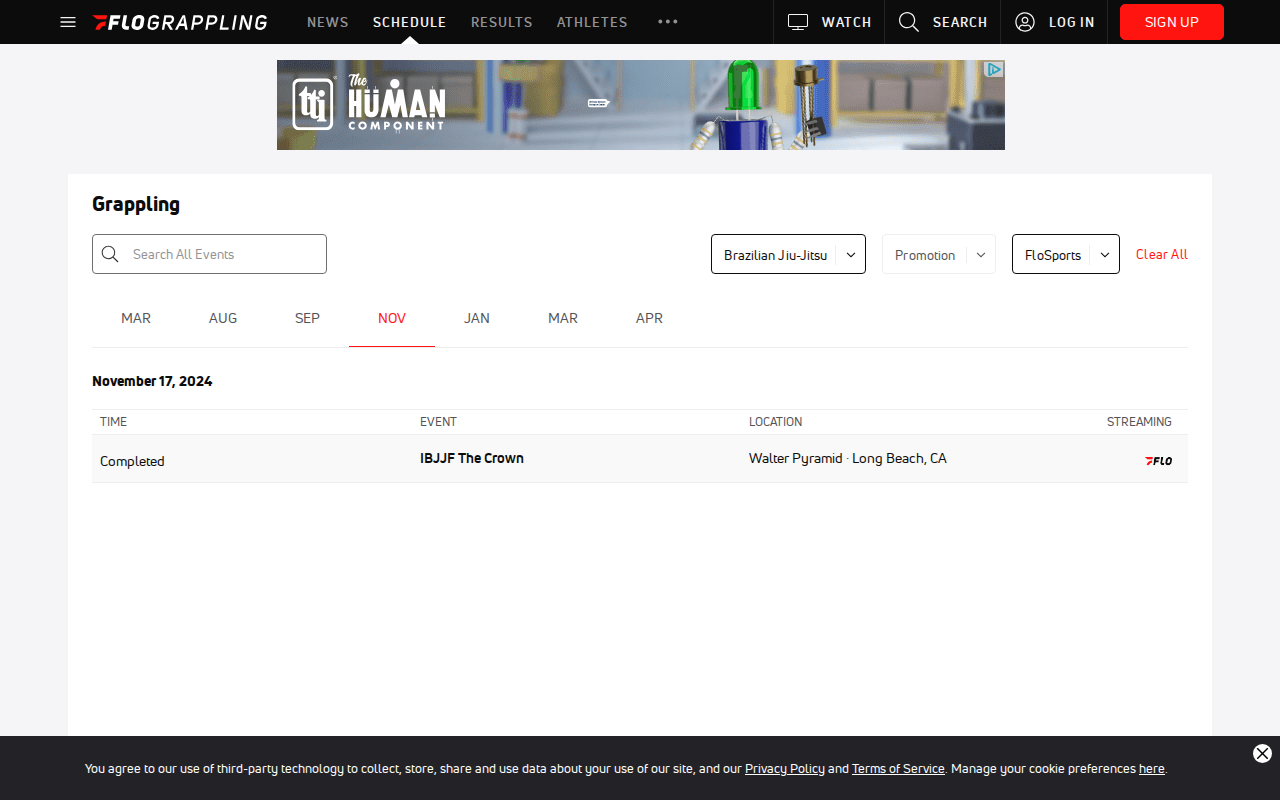 FLOGRAPPLING NEWS SCHEDULE RESULTS ATHLETES WATCH SEARCH LOG IN SIGN UP
tti The HUMAN COMPONENT
Grappling
Search All Events Brazilian Jiu-Jitsu Promotion FloSports Clear All
MAR AUG SEP NOV JAN MAR APR
November 17, 2024
TIME EVENT LOCATION STREAMING
Completed IBJJF The Crown Walter Pyramid · Long Beach, CA FLO
You agree to our use of third-party technology to collect, store, share and use data about your use of our site, and our Privacy Policy and Terms of Service. Manage your cookie preferences here.